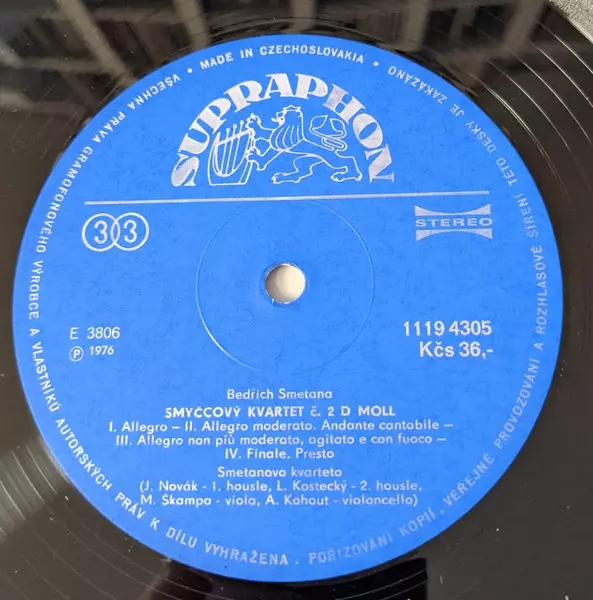 • MADE IN CZECHOSLOVAKIA •
SUPRAPHON
33
STEREO
E 3806
Ⓟ 1976
1119 4305
Kčs 36,-
Bedřich Smetana
SMYČCOVÝ KVARTET č. 2 D MOLL
I. Allegro – II. Allegro moderato. Andante cantabile –
III. Allegro non più moderato, agitato e con fuoco –
IV. Finale. Presto
Smetanovo kvarteto
(J. Novák - 1. housle, L. Kostecký - 2. housle,
M. Škampa - viola, A. Kohout - violoncello)
VŠECHNA PRÁVA GRAMOFONOVÉHO VÝROBCE A VLASTNÍKŮ AUTORSKÝCH PRÁV K DÍLU VYHRAŽENA. POŘIZOVÁNÍ KOPIÍ, VEŘEJNÉ PROVOZOVÁNÍ A ROZHLASOVÉ ŠÍŘENÍ TÉTO DESKY JE ZAKÁZÁNO